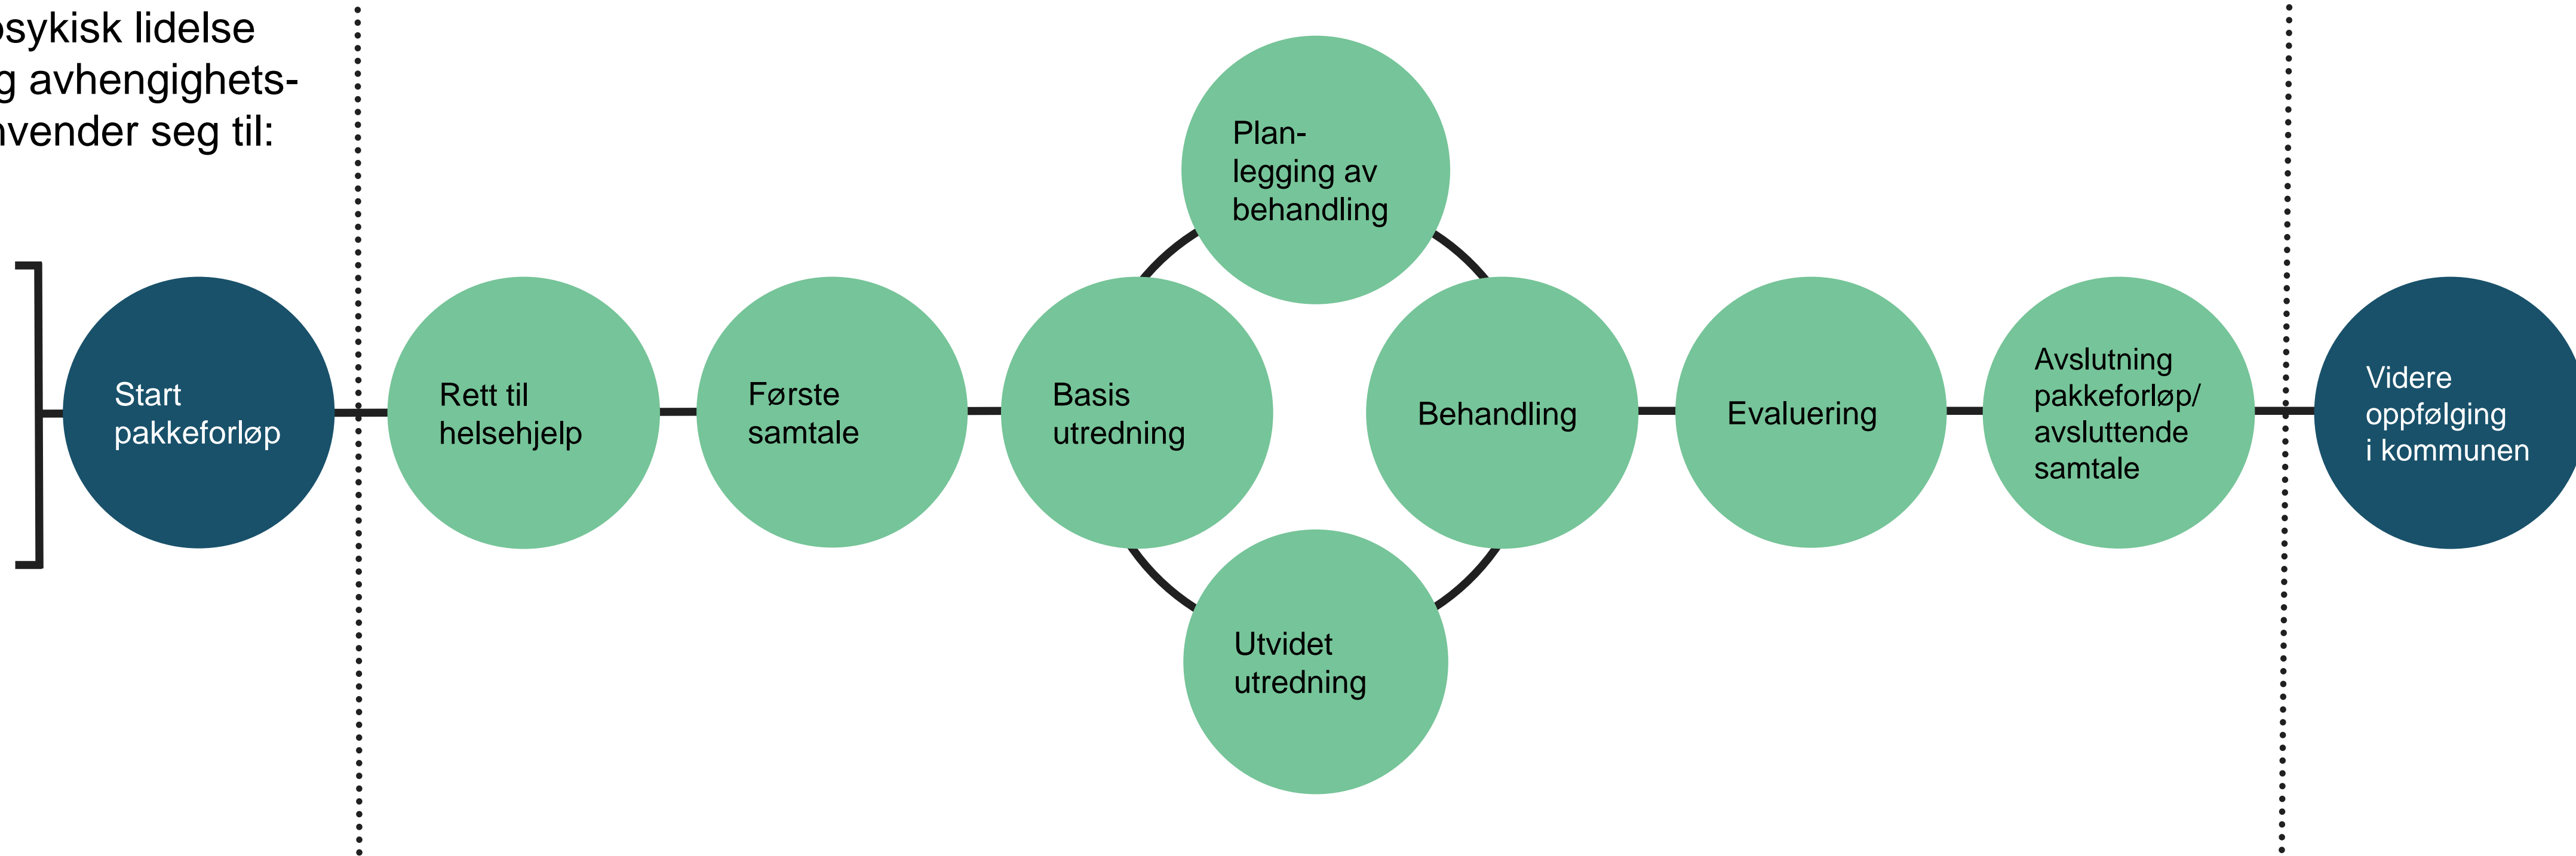 psykisk lidelse
g avhengighets-
nvender seg til:
Start
pakkeforløp
Rett til
helsehjelp
Første
samtale
Basis
utredning
Plan-
legging av
behandling
Utvidet
utredning
Behandling
Evaluering
Avslutning
pakkeforløp/
avsluttende
samtale
Videre
oppfølging
i kommunen